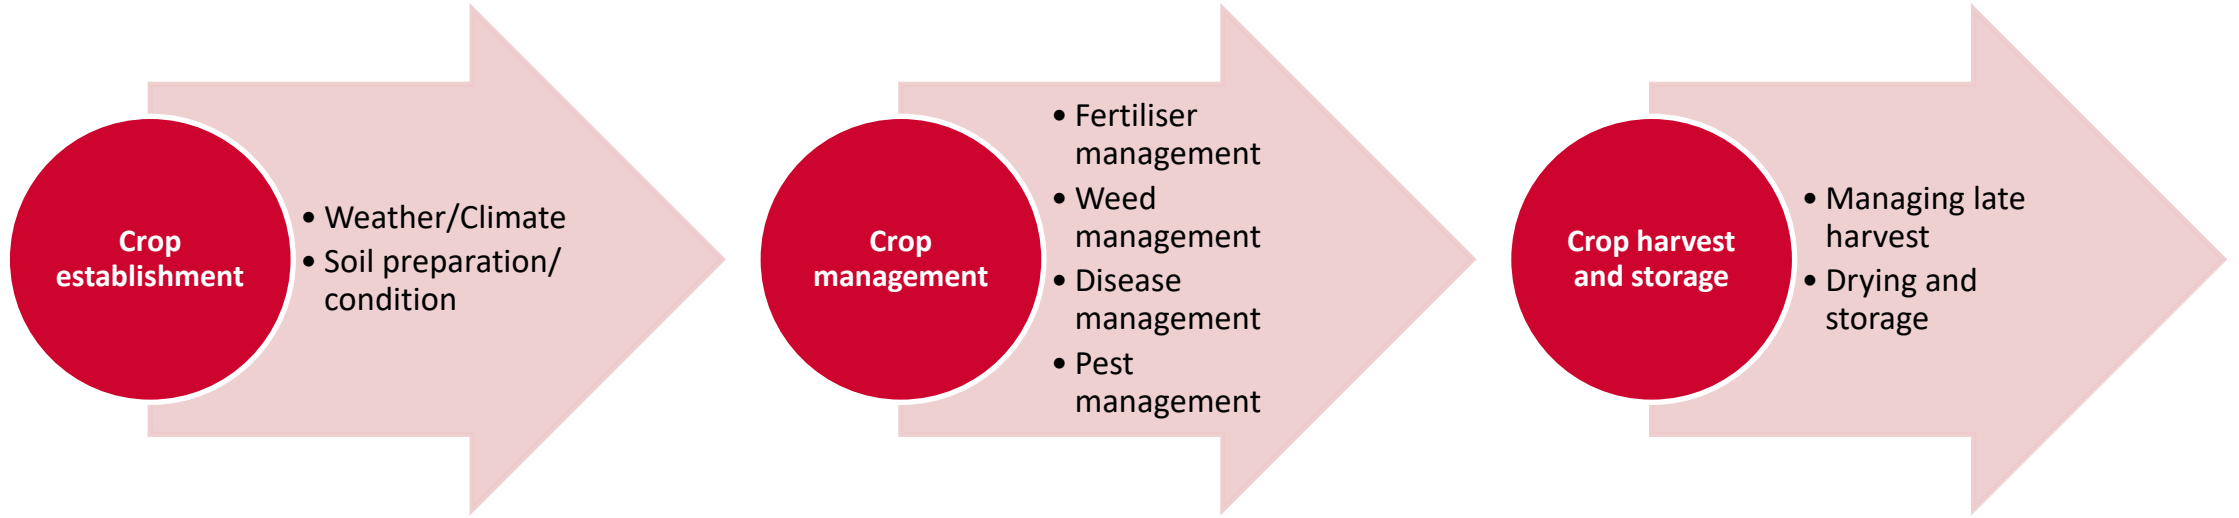 Crop
establishment
• Weather/Climate
• Soil preparation/
condition
Crop
management
• Fertiliser
management
• Weed
management
• Disease
management
• Pest
management
Crop harvest
and storage
• Managing late
harvest
• Drying and
storage